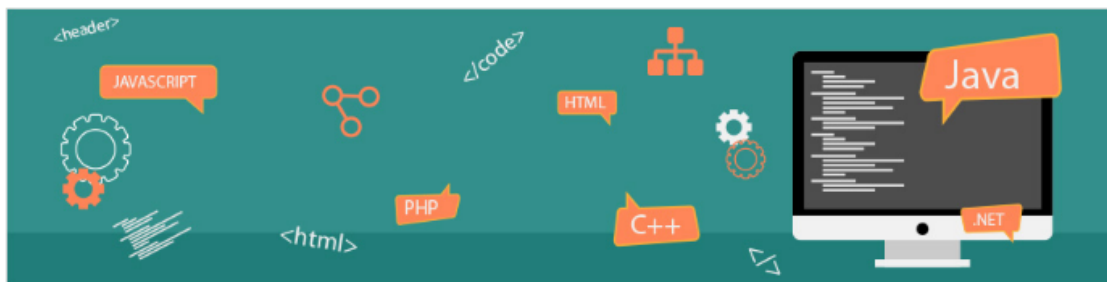 <header>
JAVASCRIPT
</code>
HTML
Java
PHP
C++
.NET
<html>
</>